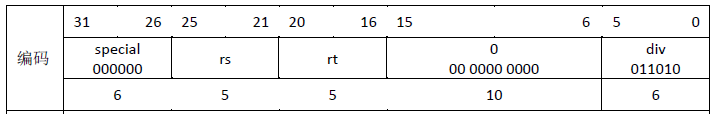 31 26 25 21 20 16 15 6 5 0
编码
special rs rt 0 div
000000 00 0000 0000 011010
6 5 5 10 6